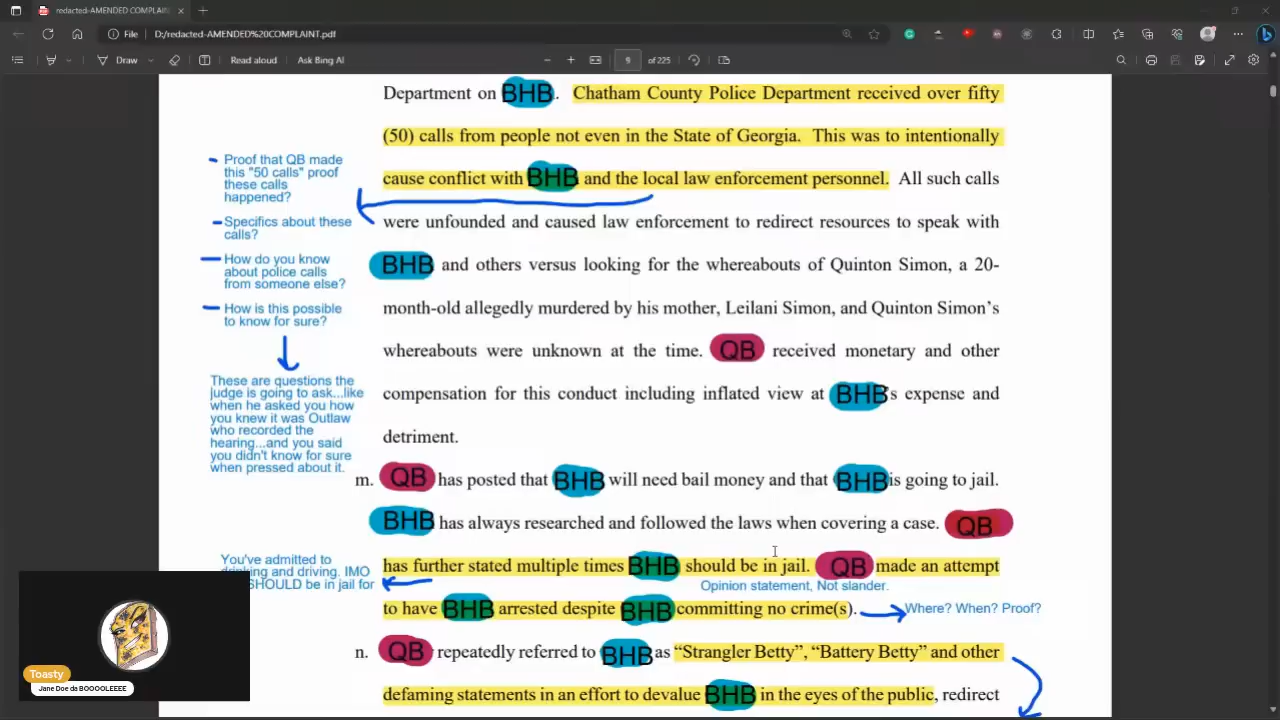 redacted-AMENDED COMPLAINT.pdf
File D:/redacted-AMENDED%20COMPLAINT.pdf
Draw Read aloud Ask Bing AI 9 of 225
Department on BHB. Chatham County Police Department received over fifty
(50) calls from people not even in the State of Georgia. This was to intentionally
cause conflict with BHB and the local law enforcement personnel. All such calls
were unfounded and caused law enforcement to redirect resources to speak with
BHB and others versus looking for the whereabouts of Quinton Simon, a 20-
month-old allegedly murdered by his mother, Leilani Simon, and Quinton Simon’s
whereabouts were unknown at the time. QB received monetary and other
compensation for this conduct including inflated view at BHB's expense and
detriment.
m. QB has posted that BHB will need bail money and that BHB is going to jail.
BHB has always researched and followed the laws when covering a case. QB
has further stated multiple times BHB should be in jail. QB made an attempt
to have BHB arrested despite BHB committing no crime(s).
n. QB repeatedly referred to BHB as “Strangler Betty”, “Battery Betty” and other
defaming statements in an effort to devalue BHB in the eyes of the public, redirect
Proof that QB made
this "50 calls" proof
these calls
happened?
Specifics about these
calls?
How do you know
about police calls
from someone else?
How is this possible
to know for sure?
These are questions the
judge is going to ask...like
when he asked you how
you knew it was Outlaw
who recorded the
hearing...and you said
you didn't know for sure
when pressed about it.
You've admitted to
drinking and driving. IMO
SHOULD be in jail for
Opinion statement, Not slander.
Where? When? Proof?
Toasty
Jane Doe da BOOOOLEEEE